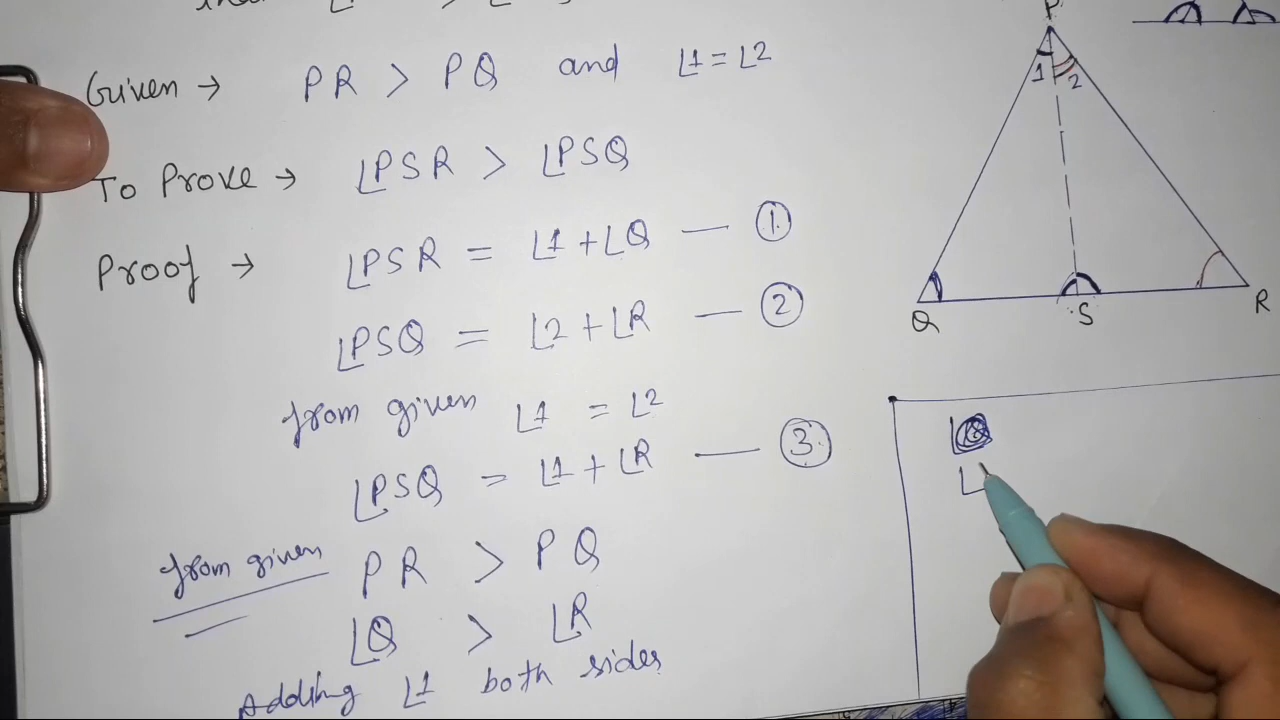 Given → PR > PQ and ∠1 = ∠2
To Prove → ∠PSR > ∠PSQ
Proof → ∠PSR = ∠1 + ∠Q — ①
∠PSQ = ∠2 + ∠R — ②
from given ∠1 = ∠2
∠PSQ = ∠1 + ∠R — ③
from given PR > PQ
∠Q > ∠R
Adding ∠1 both sides
P
1 2
Q S R